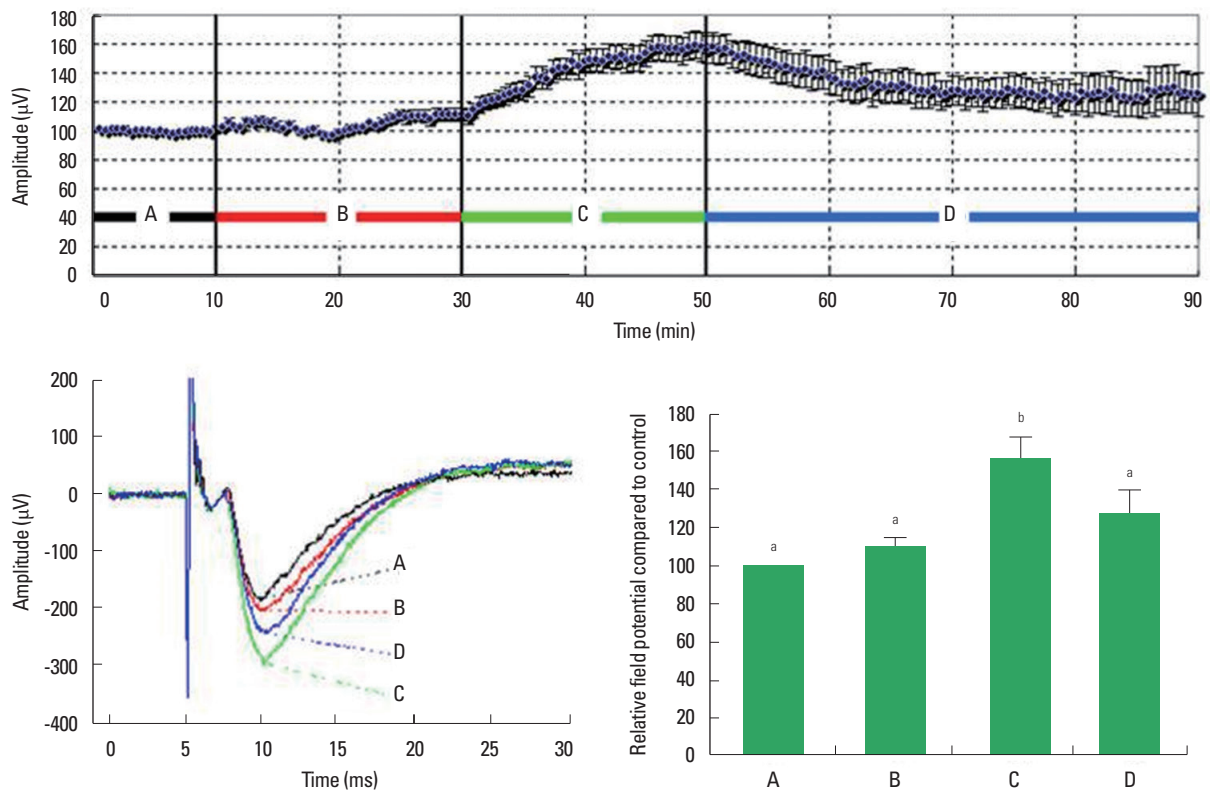 Amplitude (µV)
180
160
140
120
100
80
60
40
20
0
A
B
C
D
0
10
20
30
40
50
60
70
80
90
Time (min)
Amplitude (µV)
200
100
0
-100
-200
-300
-400
A
B
D
C
0
5
10
15
20
25
30
Time (ms)
Relative field potential compared to control
180
160
140
120
100
80
60
40
20
0
a
a
b
a
A
B
C
D